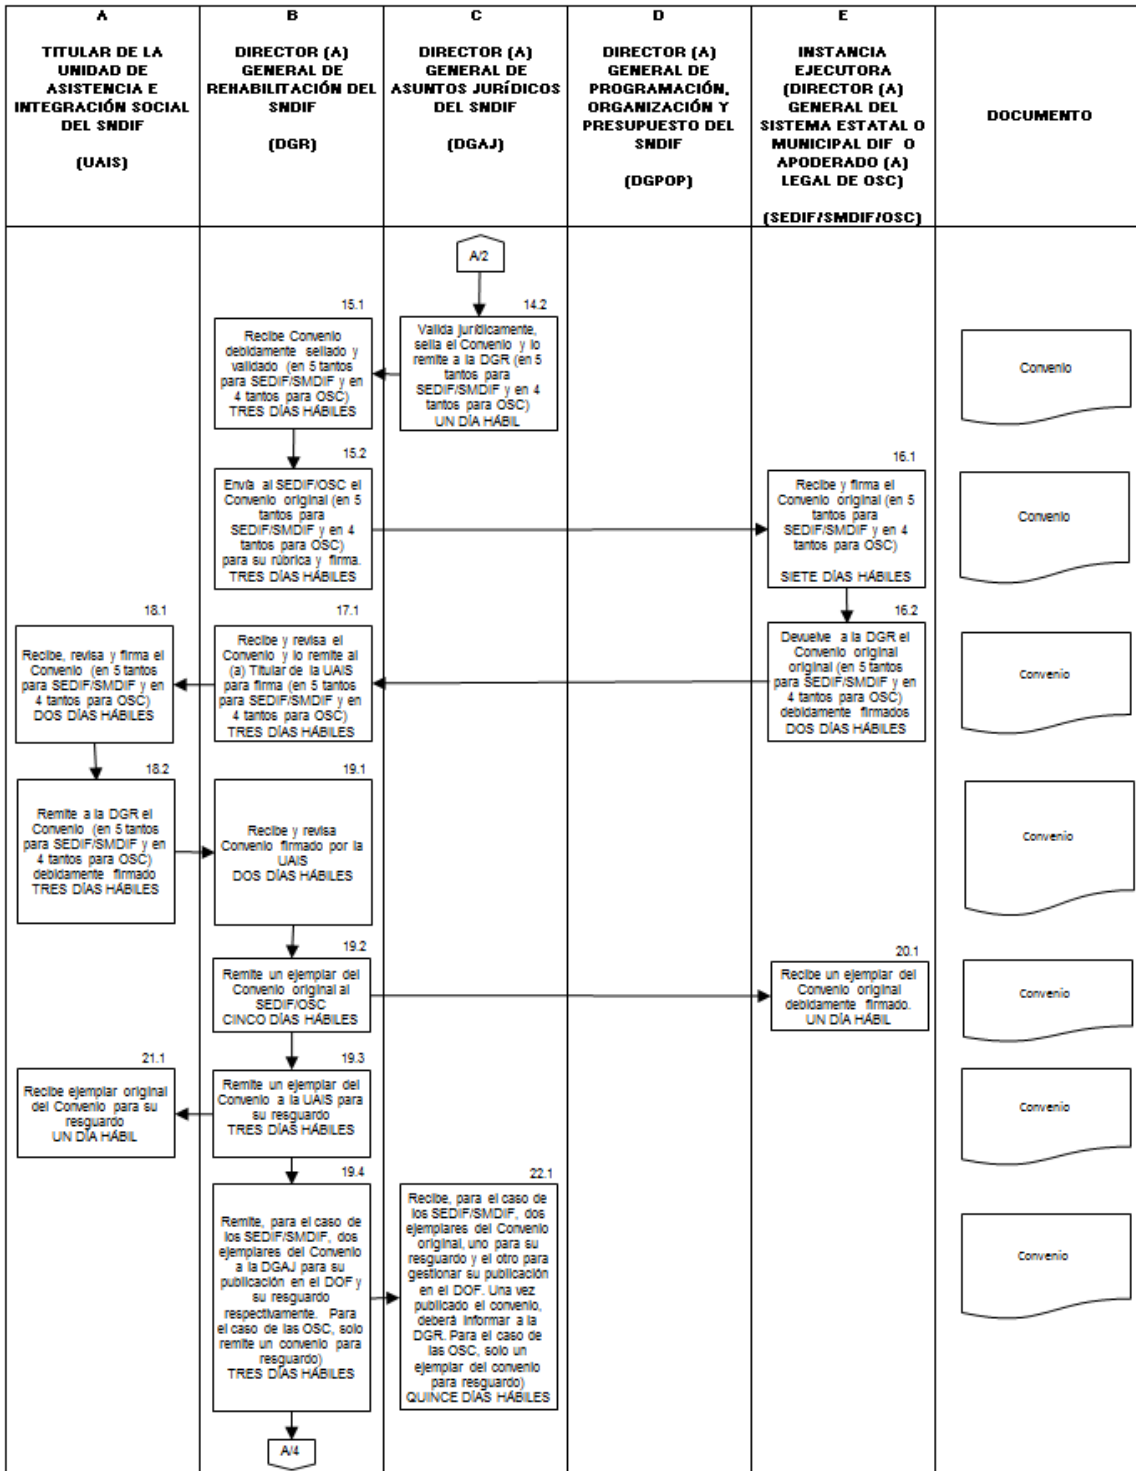 A
TITULAR DE LA
UNIDAD DE
ASISTENCIA E
INTEGRACIÓN SOCIAL
DEL SNDIF
(UAIS)
B
DIRECTOR (A)
GENERAL DE
REHABILITACIÓN DEL
SNDIF
(DGR)
C
DIRECTOR (A)
GENERAL DE
ASUNTOS JURÍDICOS
DEL SNDIF
(DGAJ)
D
DIRECTOR (A)
GENERAL DE
PROGRAMACIÓN,
ORGANIZACIÓN Y
PRESUPUESTO DEL
SNDIF
(DGPOP)
E
INSTANCIA
EJECUTORA
(DIRECTOR (A)
GENERAL DEL
SISTEMA ESTATAL O
MUNICIPAL DIF O
APODERADO (A)
LEGAL DE OSC)
(SEDIF/SMDIF/OSC)
DOCUMENTO
A/2
14.2
Valida jurídicamente,
sella el Convenio y lo
remite a la DGR (en 5
tantos para
SEDIF/SMDIF y en 4
tantos para OSC)
UN DÍA HÁBIL
15.1
Recibe Convenio
debidamente sellado y
validado (en 5 tantos
para SEDIF/SMDIF y en
4 tantos para OSC)
TRES DÍAS HÁBILES
Convenio
15.2
Envía al SEDIF/OSC el
Convenio original (en 5
tantos para
SEDIF/SMDIF y en 4
tantos para OSC)
para su rúbrica y firma.
TRES DÍAS HÁBILES
16.1
Recibe y firma el
Convenio original (en 5
tantos para
SEDIF/SMDIF y en 4
tantos para OSC)
SIETE DÍAS HÁBILES
Convenio
16.2
Devuelve a la DGR el
Convenio original
original (en 5 tantos
para SEDIF/SMDIF y en
4 tantos para OSC)
debidamente firmados
DOS DÍAS HÁBILES
17.1
Recibe y revisa el
Convenio y lo remite al
(a) Titular de la UAIS
para firma (en 5 tantos
para SEDIF/SMDIF y en
4 tantos para OSC)
TRES DÍAS HÁBILES
18.1
Recibe, revisa y firma el
Convenio (en 5 tantos
para SEDIF/SMDIF y en
4 tantos para OSC)
DOS DÍAS HÁBILES
Convenio
18.2
Remite a la DGR el
Convenio (en 5 tantos
para SEDIF/SMDIF y en
4 tantos para OSC)
debidamente firmado
TRES DÍAS HÁBILES
19.1
Recibe y revisa
Convenio firmado por la
UAIS
DOS DÍAS HÁBILES
Convenio
19.2
Remite un ejemplar del
Convenio original al
SEDIF/OSC
CINCO DÍAS HÁBILES
20.1
Recibe un ejemplar del
Convenio original
debidamente firmado.
UN DÍA HÁBIL
Convenio
19.3
Remite un ejemplar del
Convenio a la UAIS para
su resguardo
TRES DÍAS HÁBILES
21.1
Recibe ejemplar original
del Convenio para su
resguardo
UN DÍA HÁBIL
Convenio
19.4
Remite, para el caso de
los SEDIF/SMDIF, dos
ejemplares del Convenio
a la DGAJ para su
publicación en el DOF y
su resguardo
respectivamente. Para
el caso de las OSC, solo
remite un convenio para
resguardo)
TRES DÍAS HÁBILES
22.1
Recibe, para el caso de
los SEDIF/SMDIF, dos
ejemplares del Convenio
original, uno para su
resguardo y el otro para
gestionar su publicación
en el DOF. Una vez
publicado el convenio,
deberá informar a la
DGR. Para el caso de
las OSC, solo un
ejemplar del convenio
para resguardo)
QUINCE DÍAS HÁBILES
Convenio
A/4